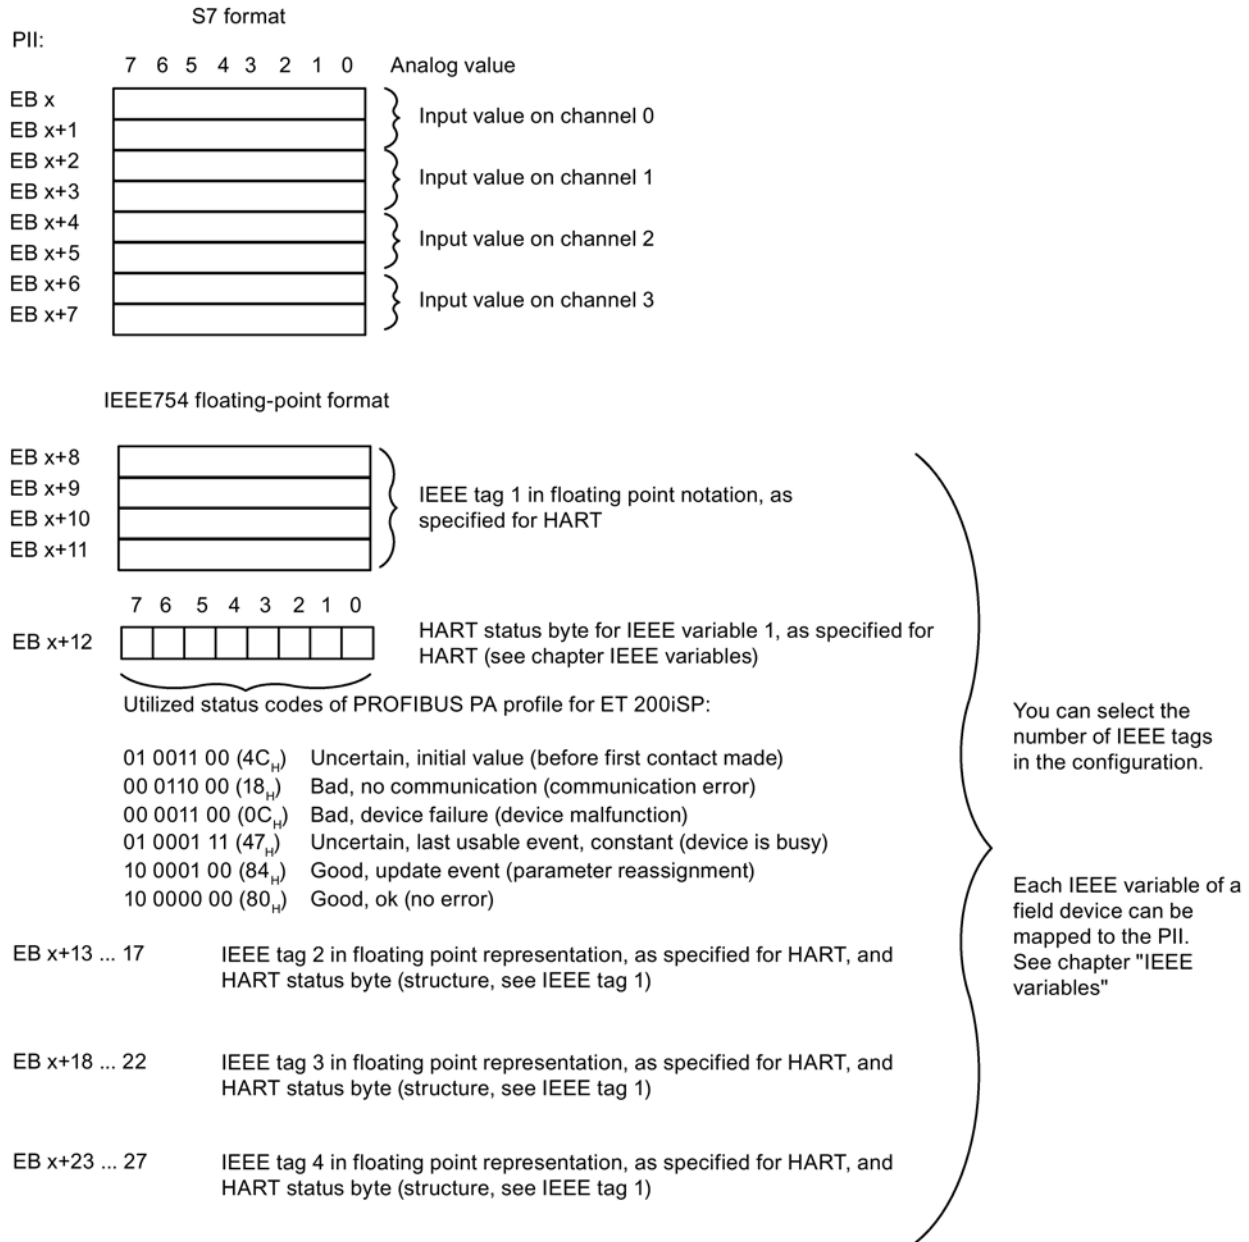 S7 format
PII:
7 6 5 4 3 2 1 0 Analog value
EB x
EB x+1
Input value on channel 0
EB x+2
EB x+3
Input value on channel 1
EB x+4
EB x+5
Input value on channel 2
EB x+6
EB x+7
Input value on channel 3
IEEE754 floating-point format
EB x+8
EB x+9
EB x+10
EB x+11
IEEE tag 1 in floating point notation, as
specified for HART
7 6 5 4 3 2 1 0
EB x+12
HART status byte for IEEE variable 1, as specified for
HART (see chapter IEEE variables)
Utilized status codes of PROFIBUS PA profile for ET 200iSP:
01 0011 00 (4CH) Uncertain, initial value (before first contact made)
00 0110 00 (18H) Bad, no communication (communication error)
00 0011 00 (0CH) Bad, device failure (device malfunction)
01 0001 11 (47H) Uncertain, last usable event, constant (device is busy)
10 0001 00 (84H) Good, update event (parameter reassignment)
10 0000 00 (80H) Good, ok (no error)
EB x+13 ... 17 IEEE tag 2 in floating point representation, as specified for HART, and
HART status byte (structure, see IEEE tag 1)
EB x+18 ... 22 IEEE tag 3 in floating point representation, as specified for HART, and
HART status byte (structure, see IEEE tag 1)
EB x+23 ... 27 IEEE tag 4 in floating point representation, as specified for HART, and
HART status byte (structure, see IEEE tag 1)
You can select the
number of IEEE tags
in the configuration.
Each IEEE variable of a
field device can be
mapped to the PII.
See chapter "IEEE
variables"